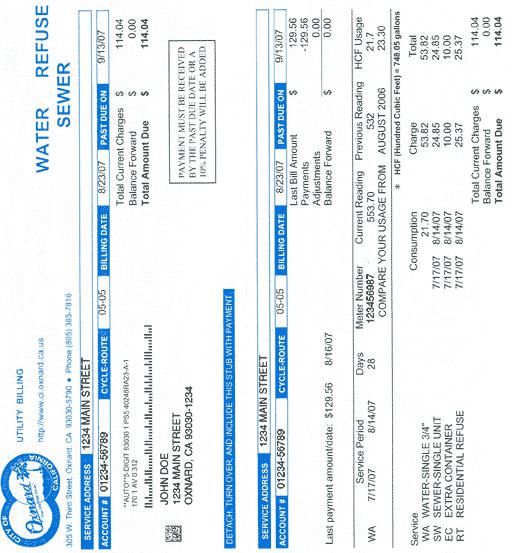 CITY OF
Oxnard
CALIFORNIA
UTILITY BILLING
http://www.ci.oxnard.ca.us
305 W. Third Street, Oxnard, CA 93030-5790 • Phone (805) 385-7816
WATER REFUSE
SEWER
SERVICE ADDRESS 1234 MAIN STREET
ACCOUNT # 01234-56789 CYCLE-ROUTE 05-05 BILLING DATE 8/23/07 PAST DUE ON 9/13/07
Total Current Charges $ 114.04
Balance Forward 0.00
Total Amount Due $ 114.04
**AUTO**5-DIGIT 93030 1 PS5 40248RA23-A-1
170 1 AV 0.312
JOHN DOE
1234 MAIN STREET
OXNARD, CA 93030-1234
PAYMENT MUST BE RECEIVED
BY THE PAST DUE DATE OR A
10% PENALTY WILL BE ADDED.
DETACH, TURN OVER, AND INCLUDE THIS STUB WITH PAYMENT
SERVICE ADDRESS 1234 MAIN STREET
ACCOUNT # 01234-56789 CYCLE-ROUTE 05-05 BILLING DATE 8/23/07 PAST DUE ON 9/13/07
Last Bill Amount $ 129.56
Payments -129.56
Adjustments 0.00
Balance Forward $ 0.00
Last payment amount/date: $129.56 8/16/07
Service Period Days Meter Number Current Reading Previous Reading HCF Usage
WA 7/17/07 8/14/07 28 123456987 553.70 532 21.7
COMPARE YOUR USAGE FROM AUGUST 2006 23.30
* HCF (Hundred Cubic Feet) = 748.05 gallons
Service Consumption Charge Total
WA WATER-SINGLE 3/4" 21.70 53.82 53.82
SW SEWER-SINGLE UNIT 7/17/07 8/14/07 24.85 24.85
EC EXTRA CONTAINER 7/17/07 8/14/07 10.00 10.00
RT RESIDENTIAL REFUSE 7/17/07 8/14/07 25.37 25.37
Total Current Charges $ 114.04
Balance Forward $ 0.00
Total Amount Due $ 114.04